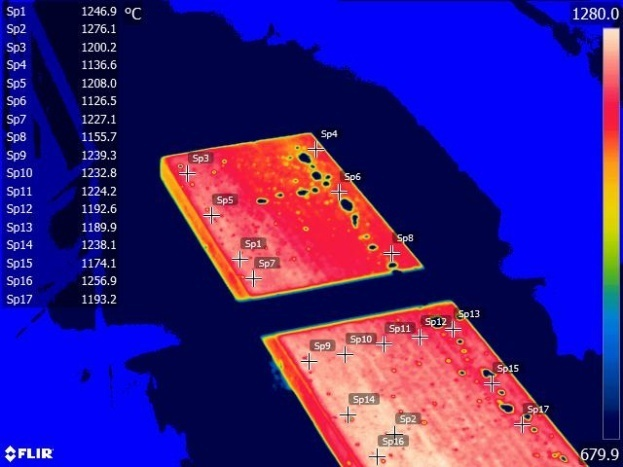 Sp1 1246.9 °C
Sp2 1276.1
Sp3 1200.2
Sp4 1136.6
Sp5 1208.0
Sp6 1126.5
Sp7 1227.1
Sp8 1155.7
Sp9 1239.3
Sp10 1232.8
Sp11 1224.2
Sp12 1192.6
Sp13 1189.9
Sp14 1238.1
Sp15 1174.1
Sp16 1256.9
Sp17 1193.2
1280.0
Sp4
Sp3
Sp6
Sp5
Sp8
Sp1
Sp7
Sp13
Sp12
Sp11
Sp10
Sp9
Sp15
Sp14
Sp17
Sp2
Sp16
FLIR
679.9